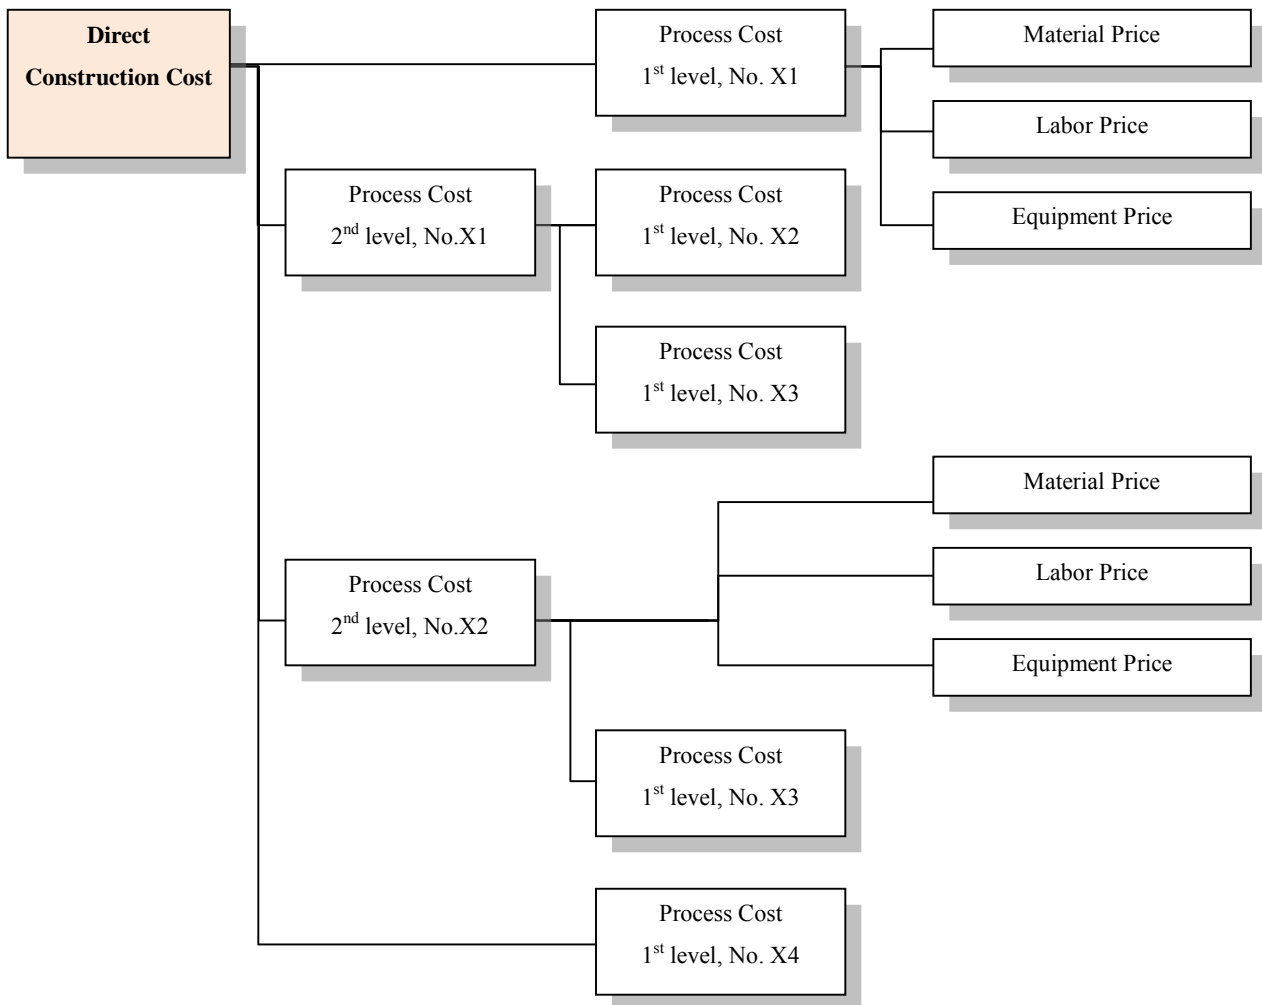 Direct
Construction Cost
Process Cost
1st level, No. X1
Material Price
Labor Price
Equipment Price
Process Cost
2nd level, No.X1
Process Cost
1st level, No. X2
Process Cost
1st level, No. X3
Process Cost
2nd level, No.X2
Material Price
Labor Price
Equipment Price
Process Cost
1st level, No. X3
Process Cost
1st level, No. X4